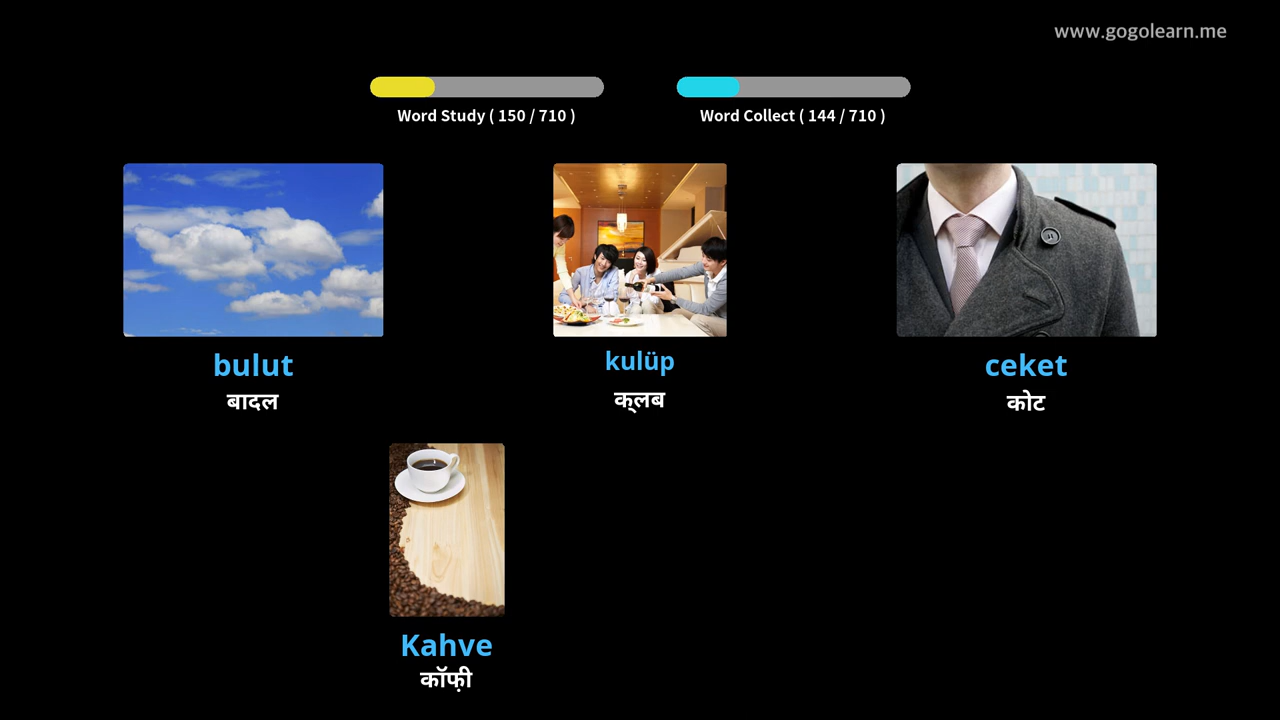 www.gogolearn.me
Word Study ( 150 / 710 )
Word Collect ( 144 / 710 )
bulut
बादल
kulüp
क्लब
ceket
कोट
Kahve
कॉफ़ी